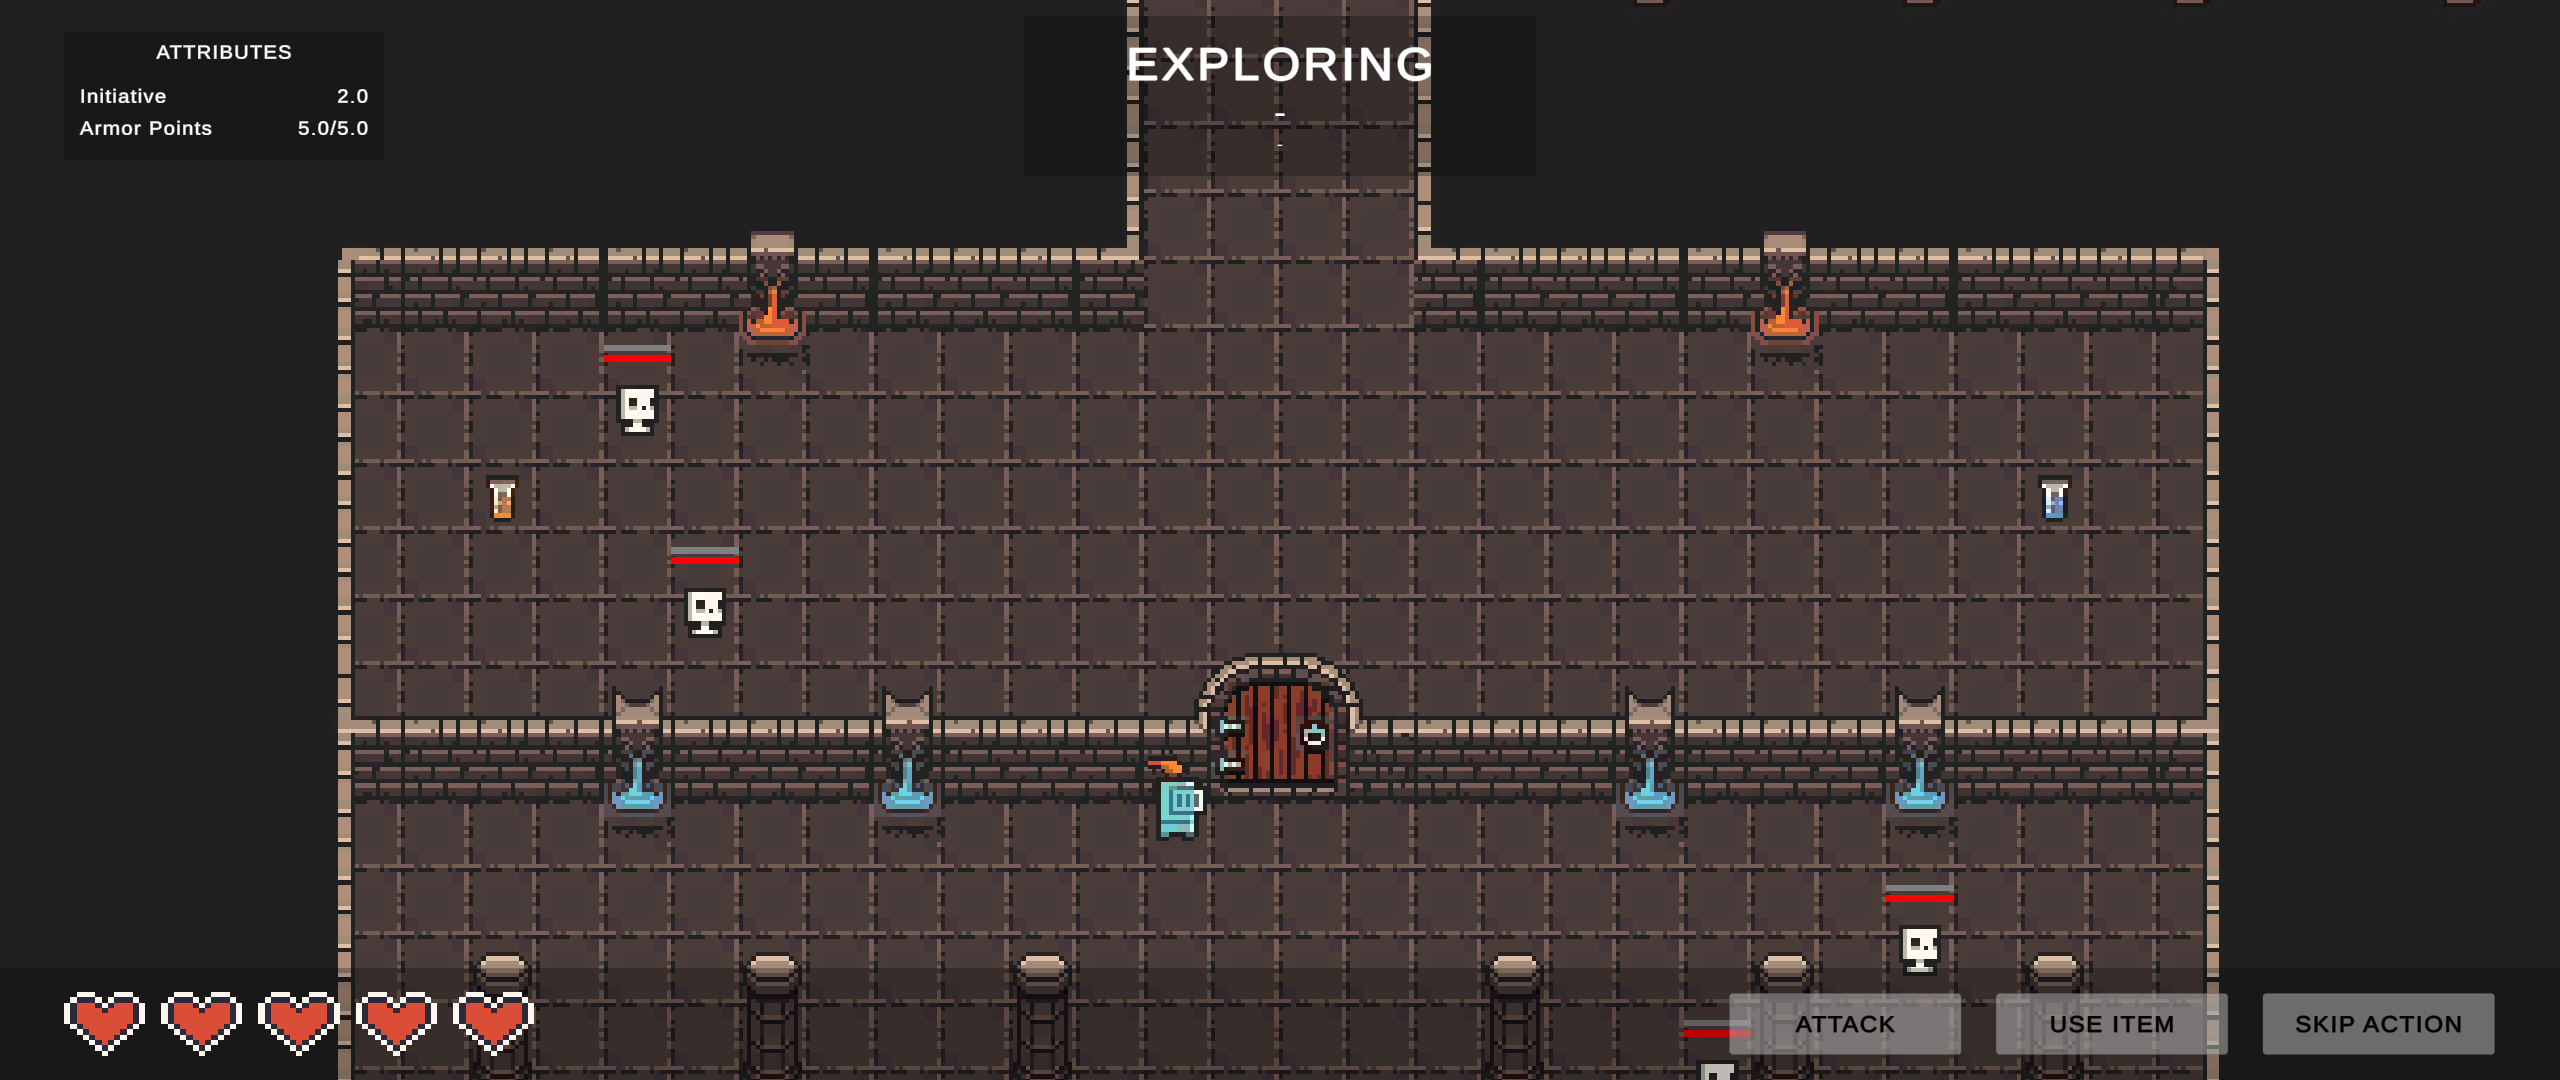 ATTRIBUTES
Initiative 2.0
Armor Points 5.0/5.0
EXPLORING
-
-
ATTACK
USE ITEM
SKIP ACTION